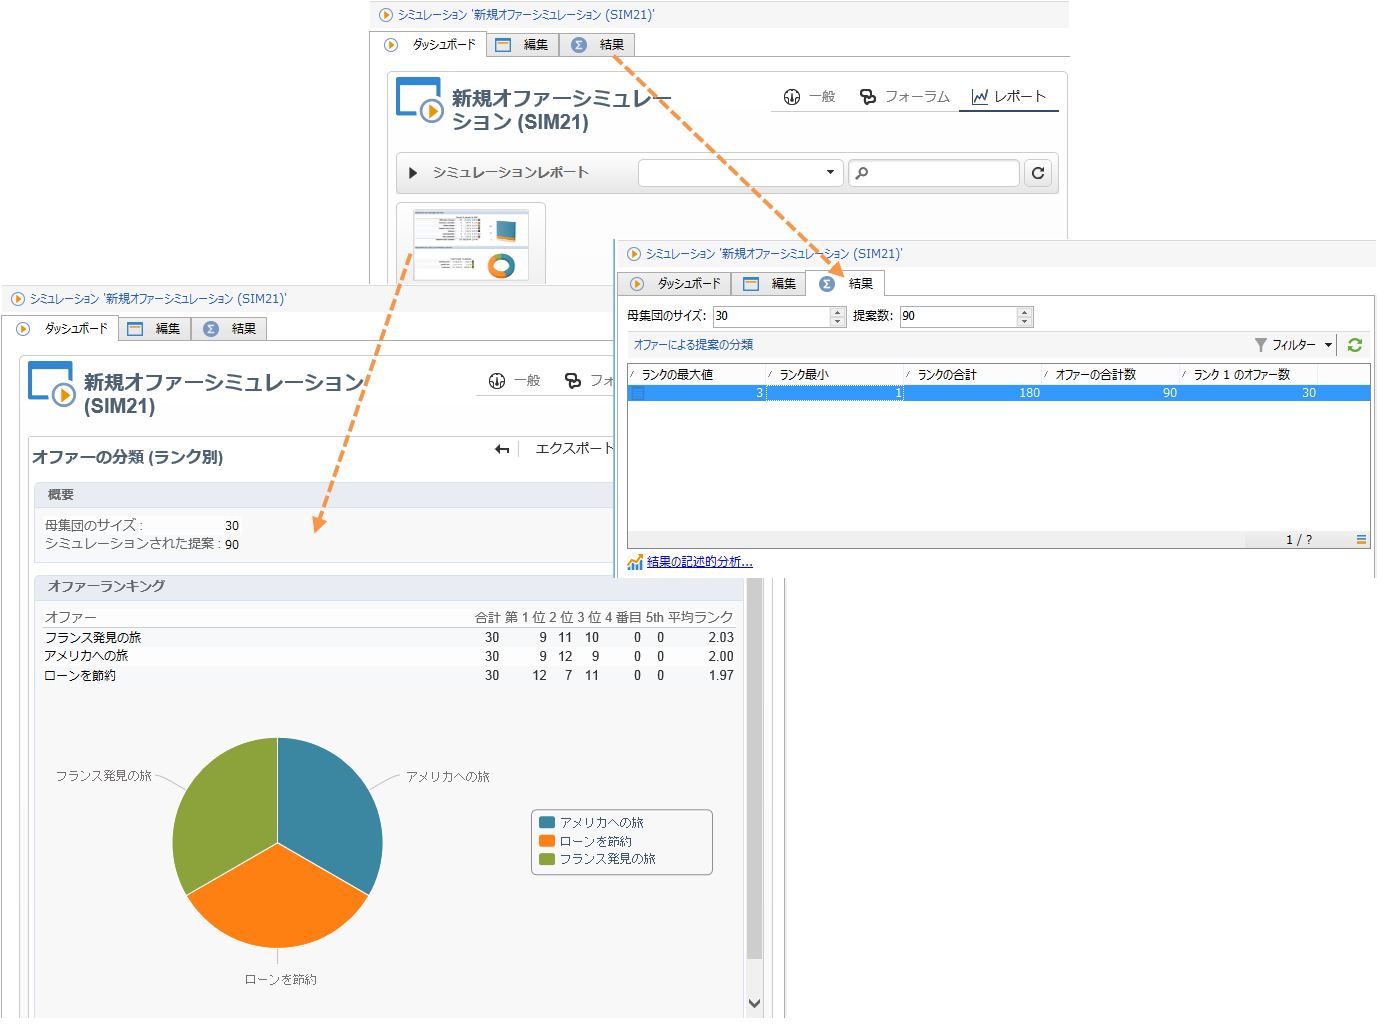 シミュレーション '新規オファーシミュレーション (SIM21)'
ダッシュボード 編集 結果
新規オファーシミュレー
ション (SIM21)
一般 フォーラム レポート
シミュレーションレポート
シミュレーション '新規オファーシミュレーション (SIM21)'
ダッシュボード 編集 結果
母集団のサイズ: 30 提案数: 90
オファーによる提案の分類 フィルター
ランクの最大値 ランク最小 ランクの合計 オファーの合計数 ランク 1 のオファー数
3 1 180 90 30
1 / ?
結果の記述的分析...
シミュレーション '新規オファーシミュレーション (SIM21)'
ダッシュボード 編集 結果
新規オファーシミュレーション
(SIM21)
一般 フォ
オファーの分類 (ランク別)
エクスポート
概要
母集団のサイズ : 30
シミュレーションされた提案 : 90
オファーランキング
オファー 合計 第 1 位 2 位 3 位 4 番目 5th 平均ランク
フランス発見の旅 30 9 11 10 0 0 2.03
アメリカへの旅 30 9 12 9 0 0 2.00
ローンを節約 30 12 7 11 0 0 1.97
フランス発見の旅
アメリカへの旅
ローンを節約
アメリカへの旅
ローンを節約
フランス発見の旅